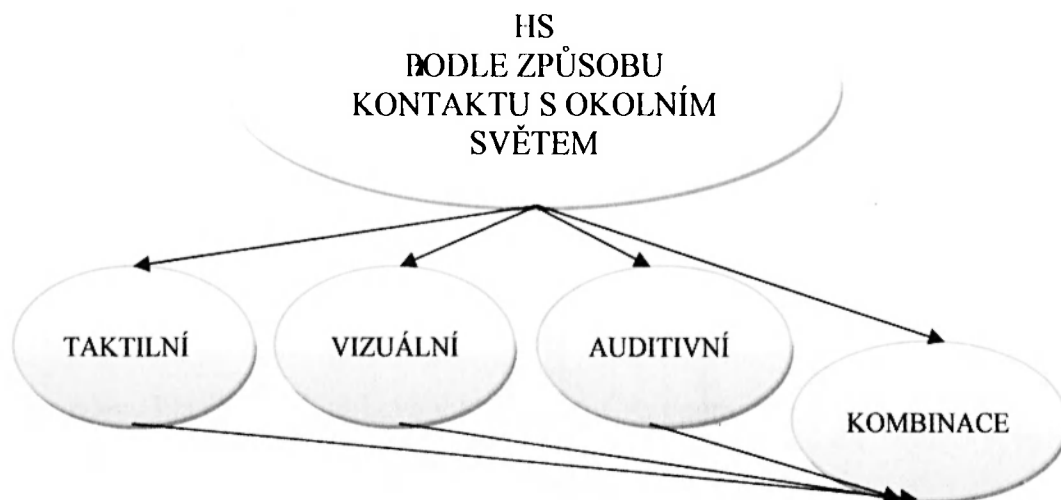 HS
PODLE ZPŮSOBU
KONTAKTU S OKOLNÍM
SVĚTEM
TAKTILNÍ
VIZUÁLNÍ
AUDITIVNÍ
KOMBINACE